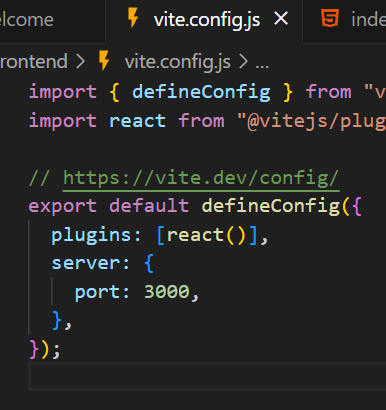 elcome
vite.config.js
inde
rontend > vite.config.js > ...
import { defineConfig } from "v
import react from "@vitejs/plug
// https://vite.dev/config/
export default defineConfig({
  plugins: [react()],
  server: {
    port: 3000,
  },
});